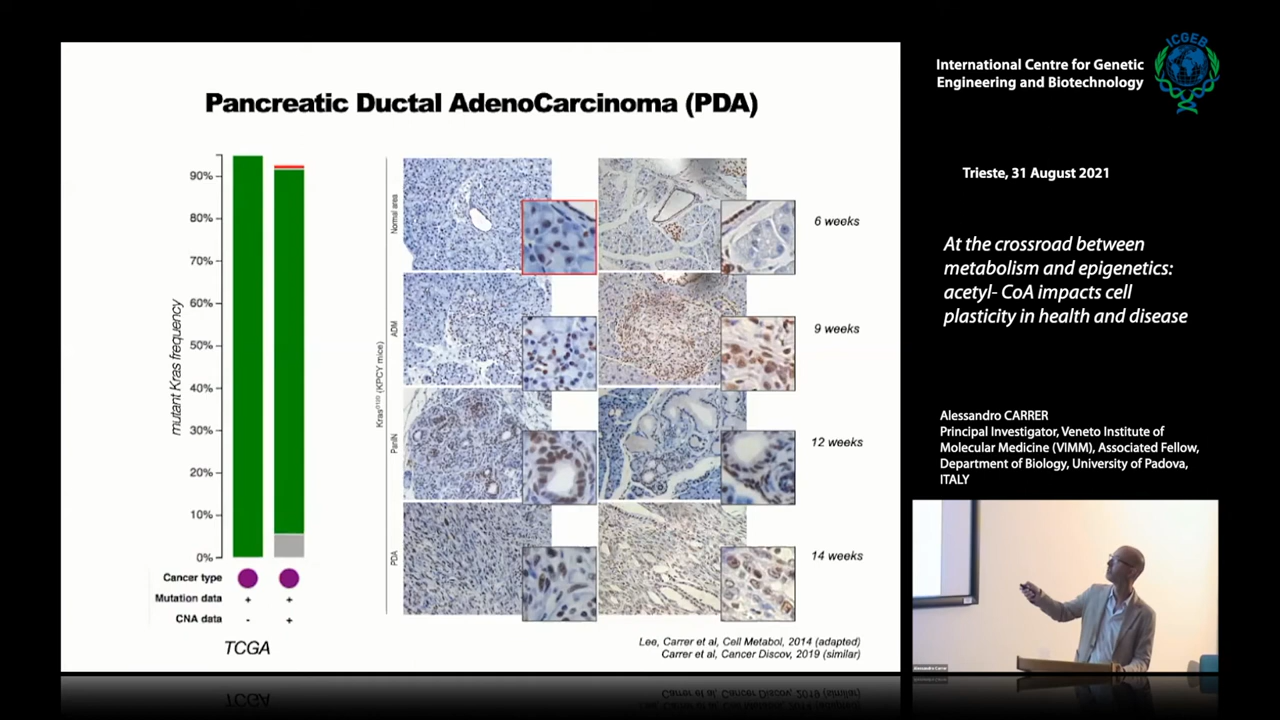 Pancreatic Ductal AdenoCarcinoma (PDA)
90%
80%
70%
60%
50%
40%
30%
20%
10%
0%
mutant Kras frequency
Cancer type
Mutation data + +
CNA data - +
TCGA
Kras^G12D (KPCY mice)
Normal area
ADM
PanIN
PDA
6 weeks
9 weeks
12 weeks
14 weeks
Lee, Carrer et al, Cell Metabol, 2014 (adapted)
Carrer et al, Cancer Discov, 2019 (similar)
International Centre for Genetic
Engineering and Biotechnology
ICGEB
Trieste, 31 August 2021
At the crossroad between
metabolism and epigenetics:
acetyl- CoA impacts cell
plasticity in health and disease
Alessandro CARRER
Principal Investigator, Veneto Institute of
Molecular Medicine (VIMM), Associated Fellow,
Department of Biology, University of Padova,
ITALY
Alessandro Carrer